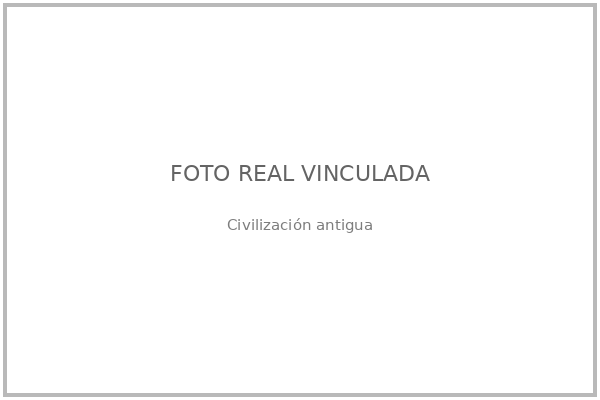 FOTO REAL VINCULADA
Civilización antigua